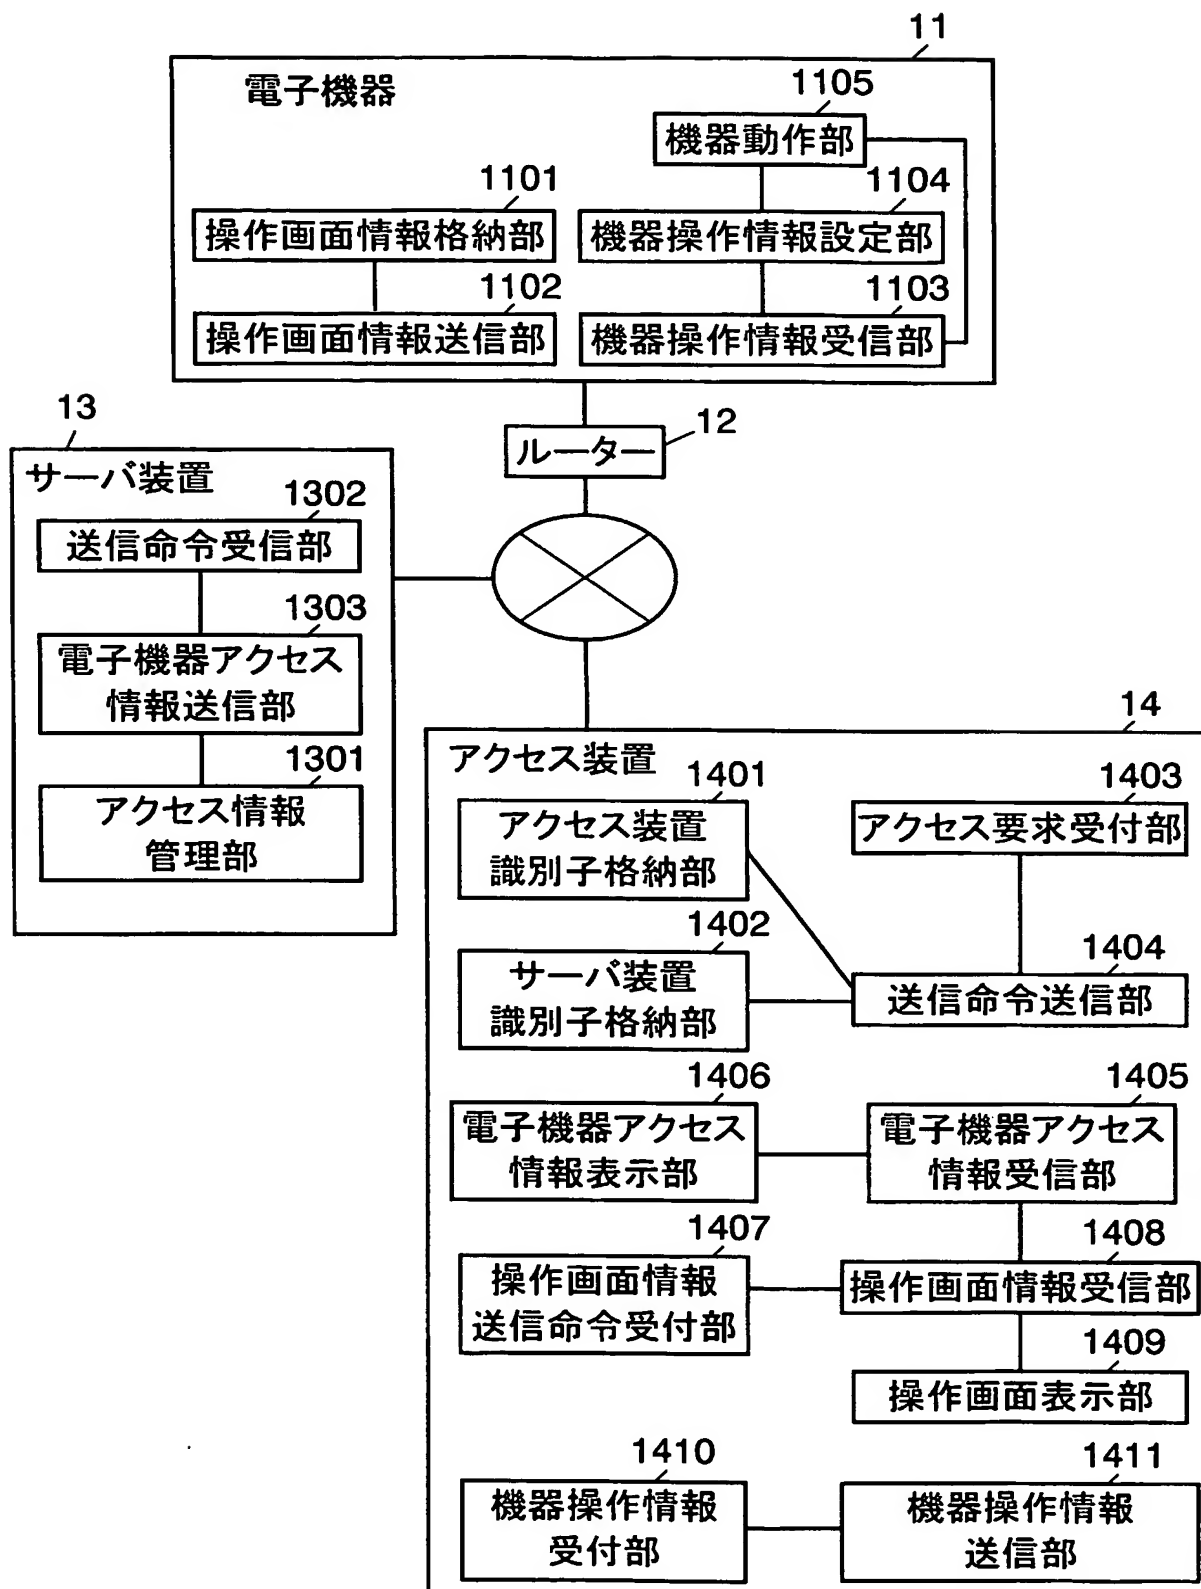 11
電子機器
1105
機器動作部
1101
操作画面情報格納部
1104
機器操作情報設定部
1102
操作画面情報送信部
1103
機器操作情報受信部
12
ルーター
13
サーバ装置
1302
送信命令受信部
1303
電子機器アクセス
情報送信部
1301
アクセス情報
管理部
14
アクセス装置
1401
アクセス装置
識別子格納部
1403
アクセス要求受付部
1402
サーバ装置
識別子格納部
1404
送信命令送信部
1406
電子機器アクセス
情報表示部
1405
電子機器アクセス
情報受信部
1407
操作画面情報
送信命令受付部
1408
操作画面情報受信部
1409
操作画面表示部
1410
機器操作情報
受付部
1411
機器操作情報
送信部